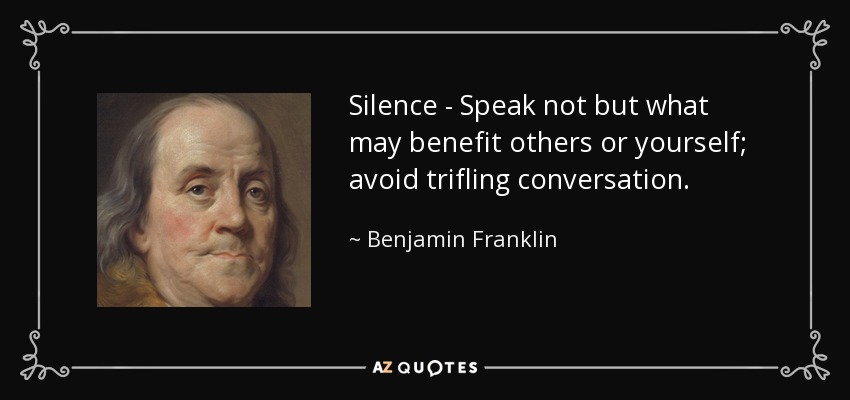 Silence - Speak not but what
may benefit others or yourself;
avoid trifling conversation.
~ Benjamin Franklin
AZ QUOTES